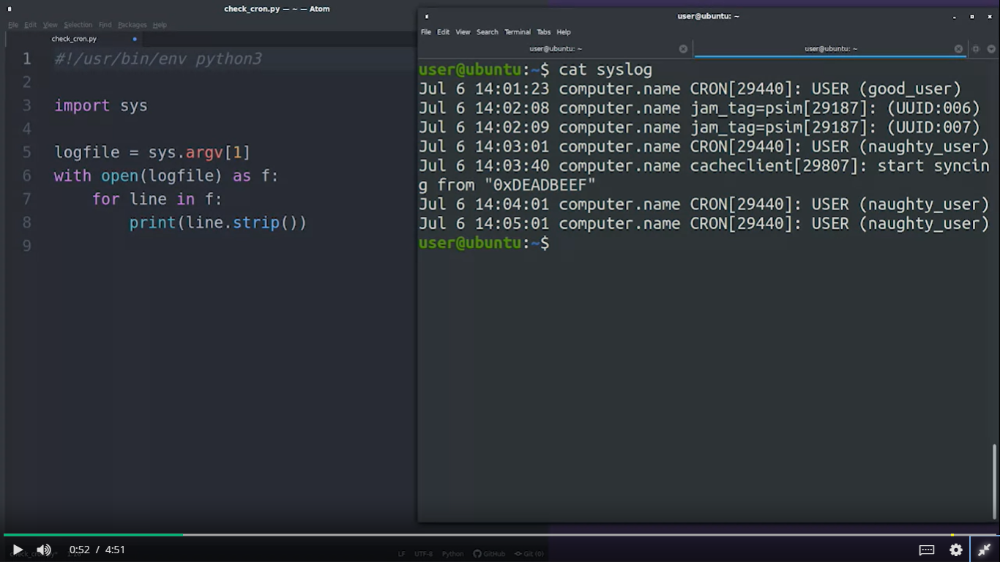 check_cron.py — ~ — Atom
File Edit View Selection Find Packages Help
check_cron.py
1 #!/usr/bin/env python3
2
3 import sys
4
5 logfile = sys.argv[1]
6 with open(logfile) as f:
7 for line in f:
8 print(line.strip())
9
user@ubuntu: ~
File Edit View Search Terminal Tabs Help
user@ubuntu: ~ user@ubuntu: ~
user@ubuntu:~$ cat syslog
Jul 6 14:01:23 computer.name CRON[29440]: USER (good_user)
Jul 6 14:02:08 computer.name jam_tag=psim[29187]: (UUID:006)
Jul 6 14:02:09 computer.name jam_tag=psim[29187]: (UUID:007)
Jul 6 14:03:01 computer.name CRON[29440]: USER (naughty_user)
Jul 6 14:03:40 computer.name cacheclient[29807]: start syncin
g from "0xDEADBEEF"
Jul 6 14:04:01 computer.name CRON[29440]: USER (naughty_user)
Jul 6 14:05:01 computer.name CRON[29440]: USER (naughty_user)
user@ubuntu:~$
0:52 / 4:51
check_cron.py* LF UTF-8 Python GitHub Git (0)